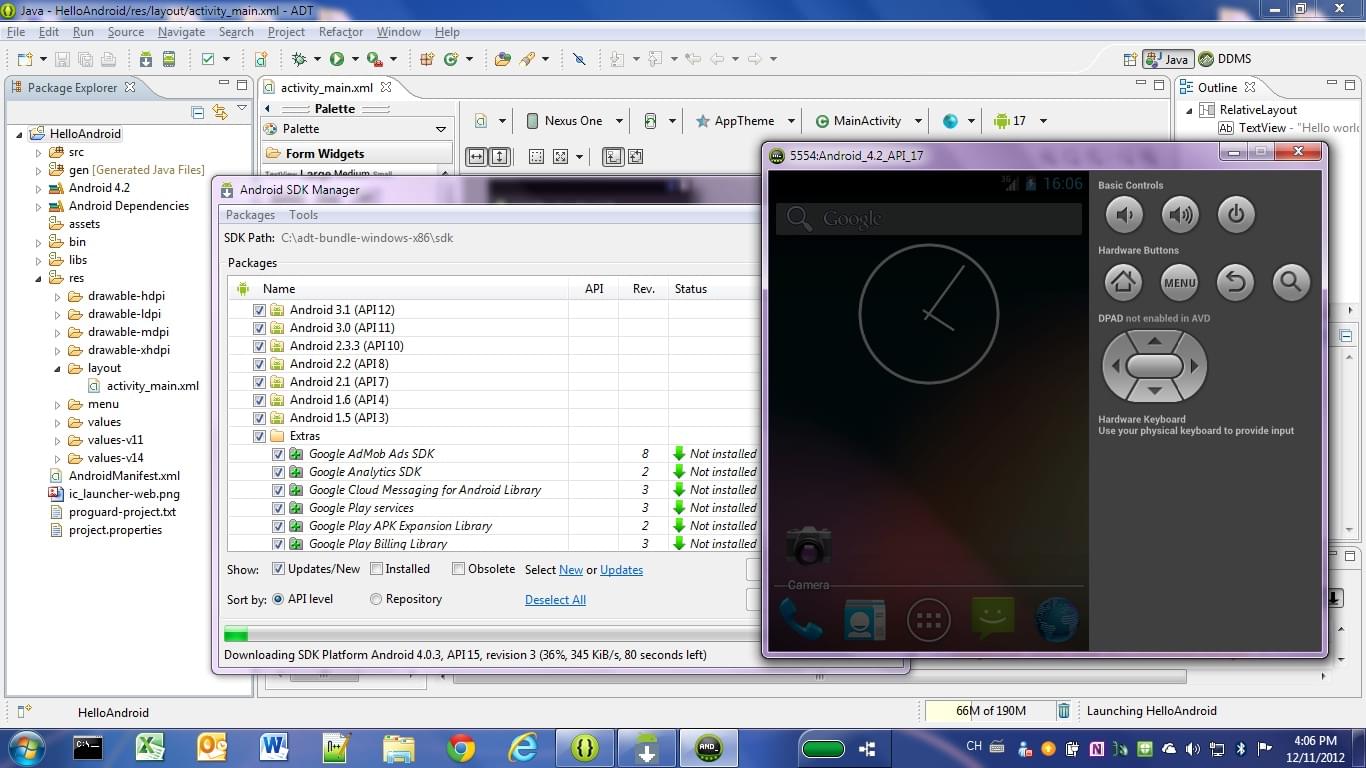 Java - HelloAndroid/res/layout/activity_main.xml - ADT
File Edit Run Source Navigate Search Project Refactor Window Help
Java DDMS
Package Explorer
HelloAndroid
src
gen [Generated Java Files]
Android 4.2
Android Dependencies
assets
bin
libs
res
drawable-hdpi
drawable-ldpi
drawable-mdpi
drawable-xhdpi
layout
activity_main.xml
menu
values
values-v11
values-v14
AndroidManifest.xml
ic_launcher-web.png
proguard-project.txt
project.properties
activity_main.xml
Palette
Palette
Form Widgets
TextView Large Medium Small
Nexus One AppTheme MainActivity 17
Outline
RelativeLayout
Ab TextView - "Hello world
Android SDK Manager
Packages Tools
SDK Path: C:\adt-bundle-windows-x86\sdk
Packages
Name API Rev. Status
Android 3.1 (API 12)
Android 3.0 (API 11)
Android 2.3.3 (API 10)
Android 2.2 (API 8)
Android 2.1 (API 7)
Android 1.6 (API 4)
Android 1.5 (API 3)
Extras
Google AdMob Ads SDK 8 Not installed
Google Analytics SDK 2 Not installed
Google Cloud Messaging for Android Library 3 Not installed
Google Play services 3 Not installed
Google Play APK Expansion Library 2 Not installed
Google Play Billing Library 3 Not installed
Show: Updates/New Installed Obsolete Select New or Updates
Sort by: API level Repository Deselect All
Downloading SDK Platform Android 4.0.3, API 15, revision 3 (36%, 345 KiB/s, 80 seconds left)
5554:Android_4.2_API_17
3G 16:06
Google
Camera
Basic Controls
Hardware Buttons
MENU
DPAD not enabled in AVD
Hardware Keyboard
Use your physical keyboard to provide input
HelloAndroid
66M of 190M
Launching HelloAndroid
CH
4:06 PM
12/11/2012